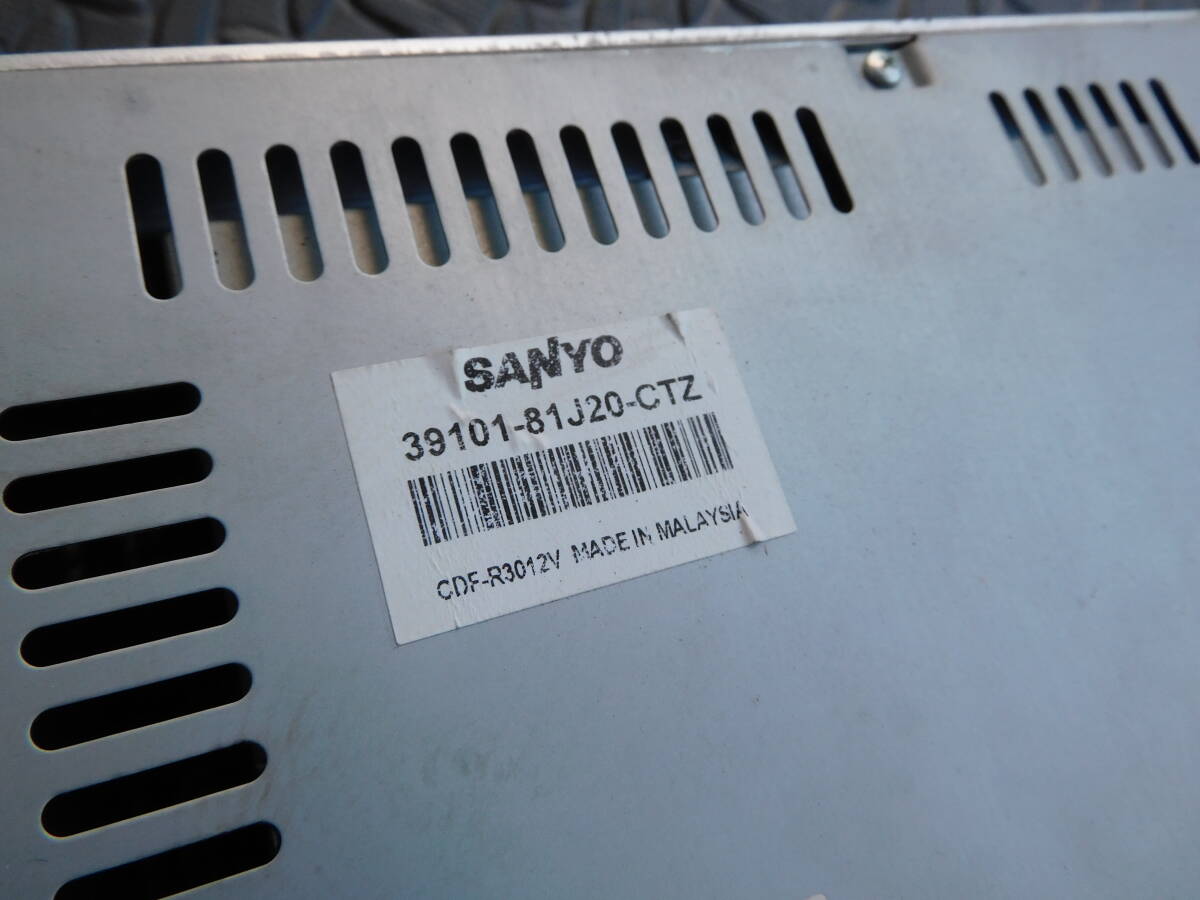 SANYO
39101-81J20-CTZ
CDF-R3012V MADE IN MALAYSIA